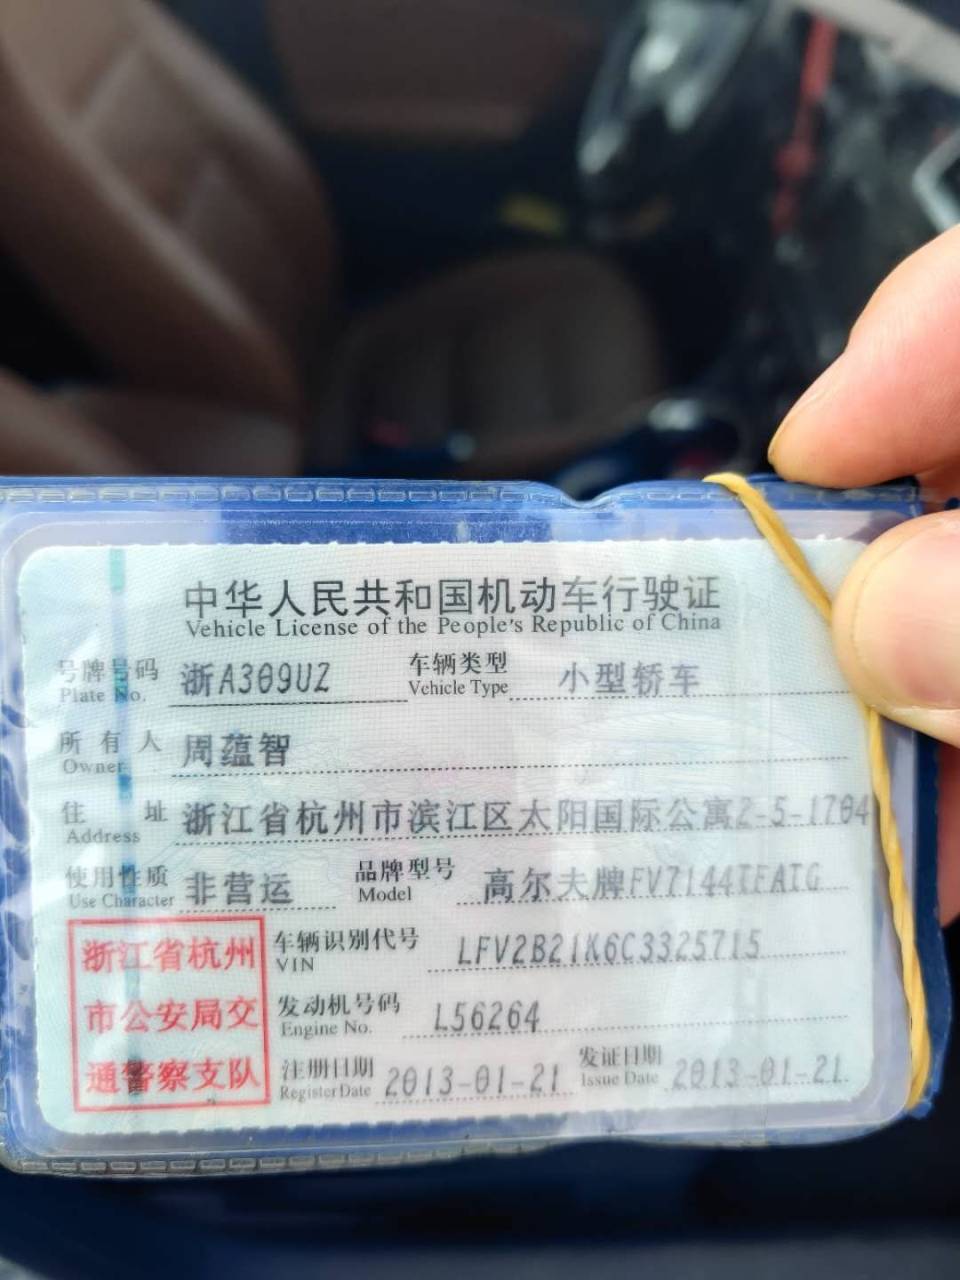 中华人民共和国机动车行驶证
Vehicle License of the People's Republic of China
号牌号码 浙A309UZ 车辆类型 小型轿车
Plate No. Vehicle Type
所有人 周蕴智
Owner
住址 浙江省杭州市滨江区太阳国际公寓2-5-1704
Address
使用性质 非营运 品牌型号 高尔夫牌FV7144TFATG
Use Character Model
浙江省杭州 车辆识别代号 LFV2B21K6C3325715
VIN
市公安局交 发动机号码 L56264
Engine No.
通警察支队 注册日期 2013-01-21 发证日期 2013-01-21
Register Date Issue Date